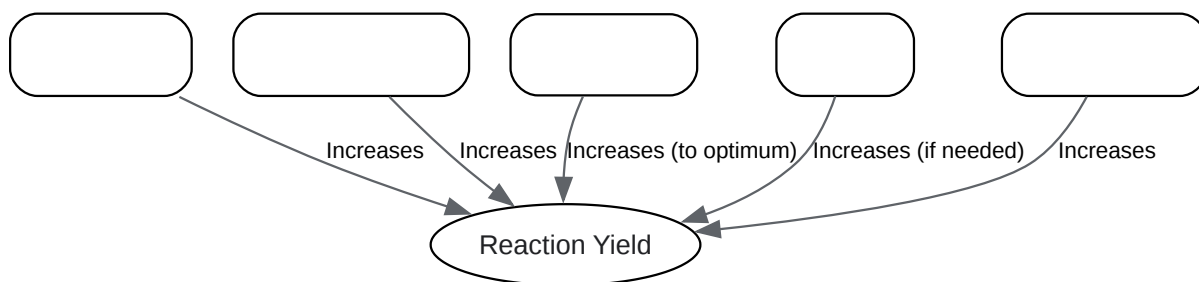 Increases
Increases
Increases (to optimum)
Increases (if needed)
Increases
Reaction Yield